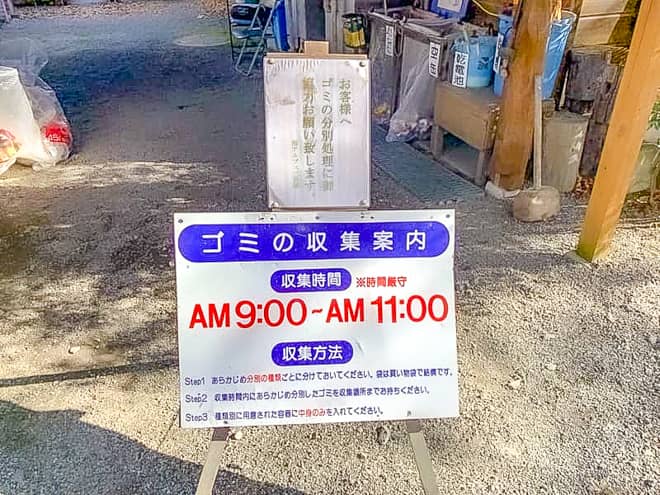 お客様へ
ゴミの分別処理に御
協力お願い致します。
ゴミの収集案内
収集時間 ※時間厳守
AM 9:00~AM 11:00
収集方法
Step1 あらかじめ分別の種類ごとに分けておいてください。袋は買い物袋で結構です。
Step2 収集時間内にあらかじめ分別したゴミを収集場所までお持ちください。
Step3 種類別に用意された容器に中身のみを入れてください。
乾電池